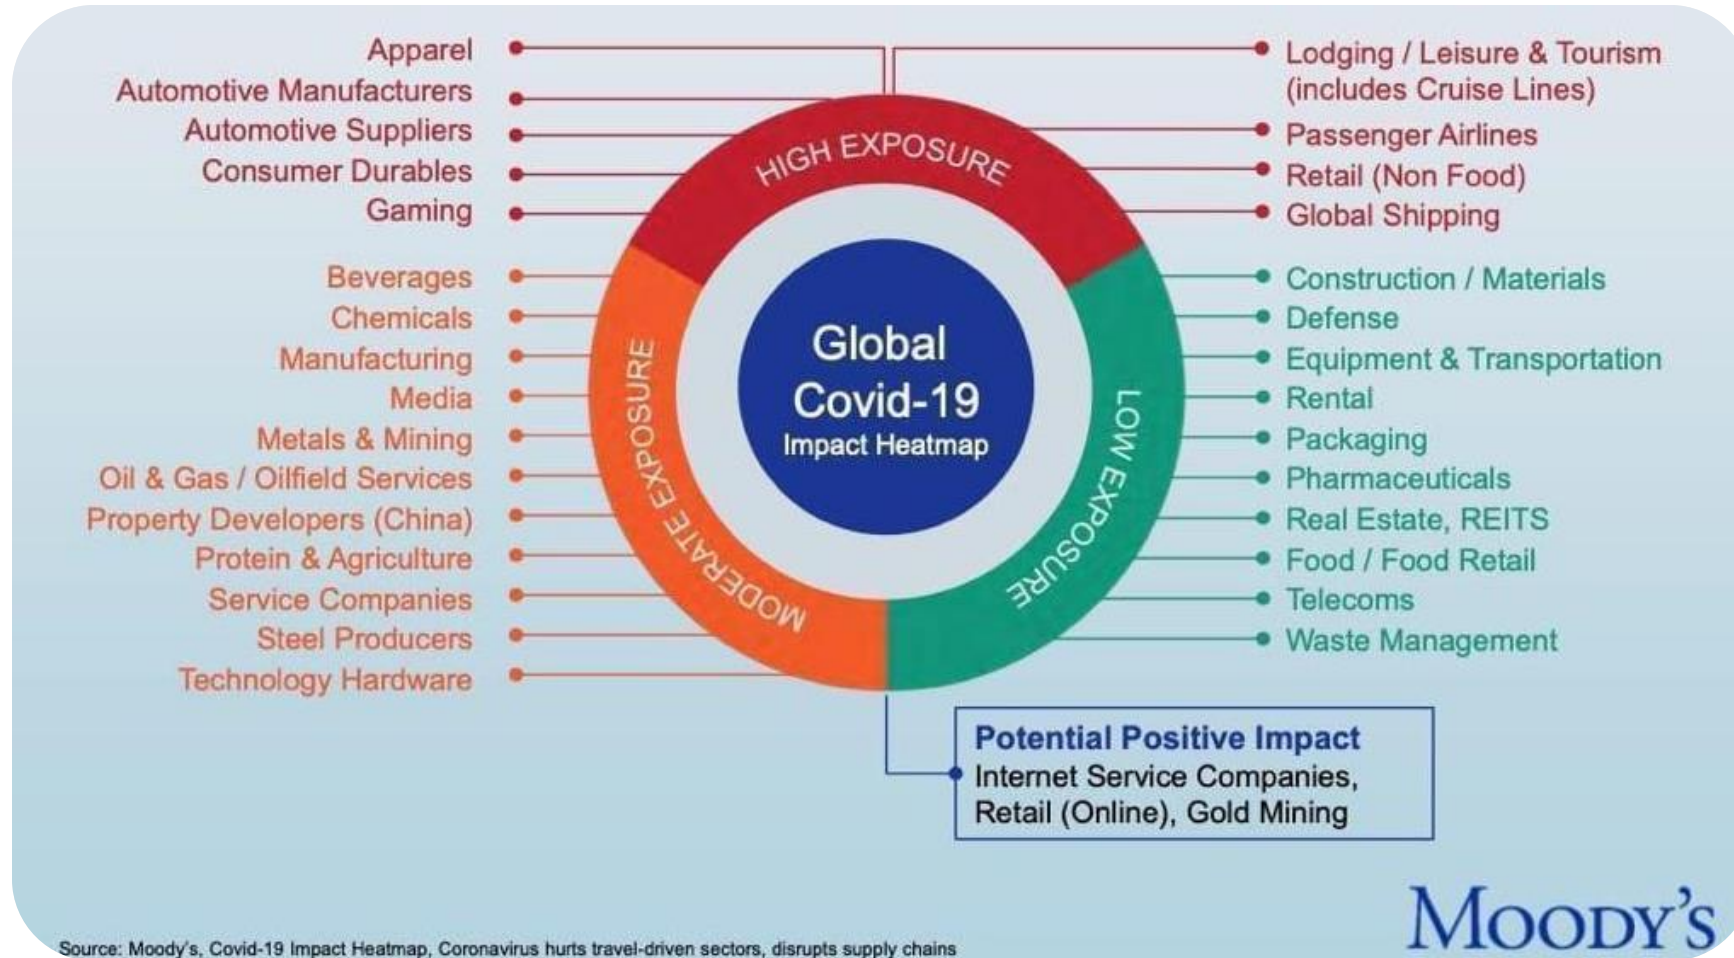 Apparel
Automotive Manufacturers
Automotive Suppliers
Consumer Durables
Gaming
Lodging / Leisure & Tourism
(includes Cruise Lines)
Passenger Airlines
Retail (Non Food)
Global Shipping
HIGH EXPOSURE
Beverages
Chemicals
Manufacturing
Media
Metals & Mining
Oil & Gas / Oilfield Services
Property Developers (China)
Protein & Agriculture
Service Companies
Steel Producers
Technology Hardware
MODERATE EXPOSURE
Global
Covid-19
Impact Heatmap
LOW EXPOSURE
Construction / Materials
Defense
Equipment & Transportation
Rental
Packaging
Pharmaceuticals
Real Estate, REITS
Food / Food Retail
Telecoms
Waste Management
Potential Positive Impact
Internet Service Companies,
Retail (Online), Gold Mining
MOODY'S
Source: Moody's, Covid-19 Impact Heatmap, Coronavirus hurts travel-driven sectors, disrupts supply chains